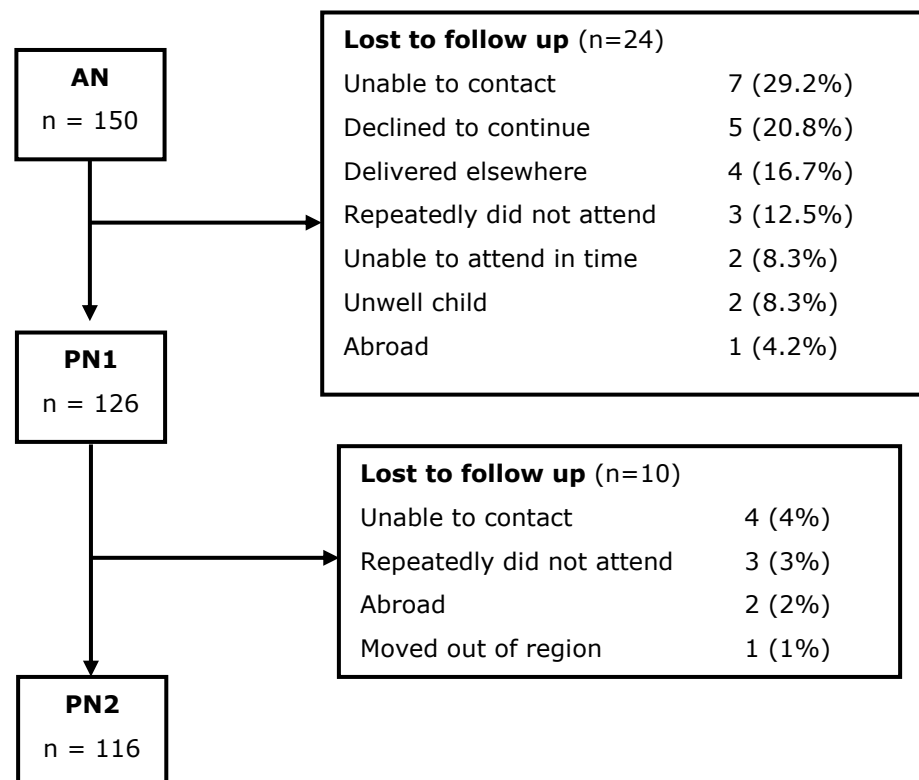 AN
n = 150
Lost to follow up (n=24)
Unable to contact 7 (29.2%)
Declined to continue 5 (20.8%)
Delivered elsewhere 4 (16.7%)
Repeatedly did not attend 3 (12.5%)
Unable to attend in time 2 (8.3%)
Unwell child 2 (8.3%)
Abroad 1 (4.2%)
PN1
n = 126
Lost to follow up (n=10)
Unable to contact 4 (4%)
Repeatedly did not attend 3 (3%)
Abroad 2 (2%)
Moved out of region 1 (1%)
PN2
n = 116